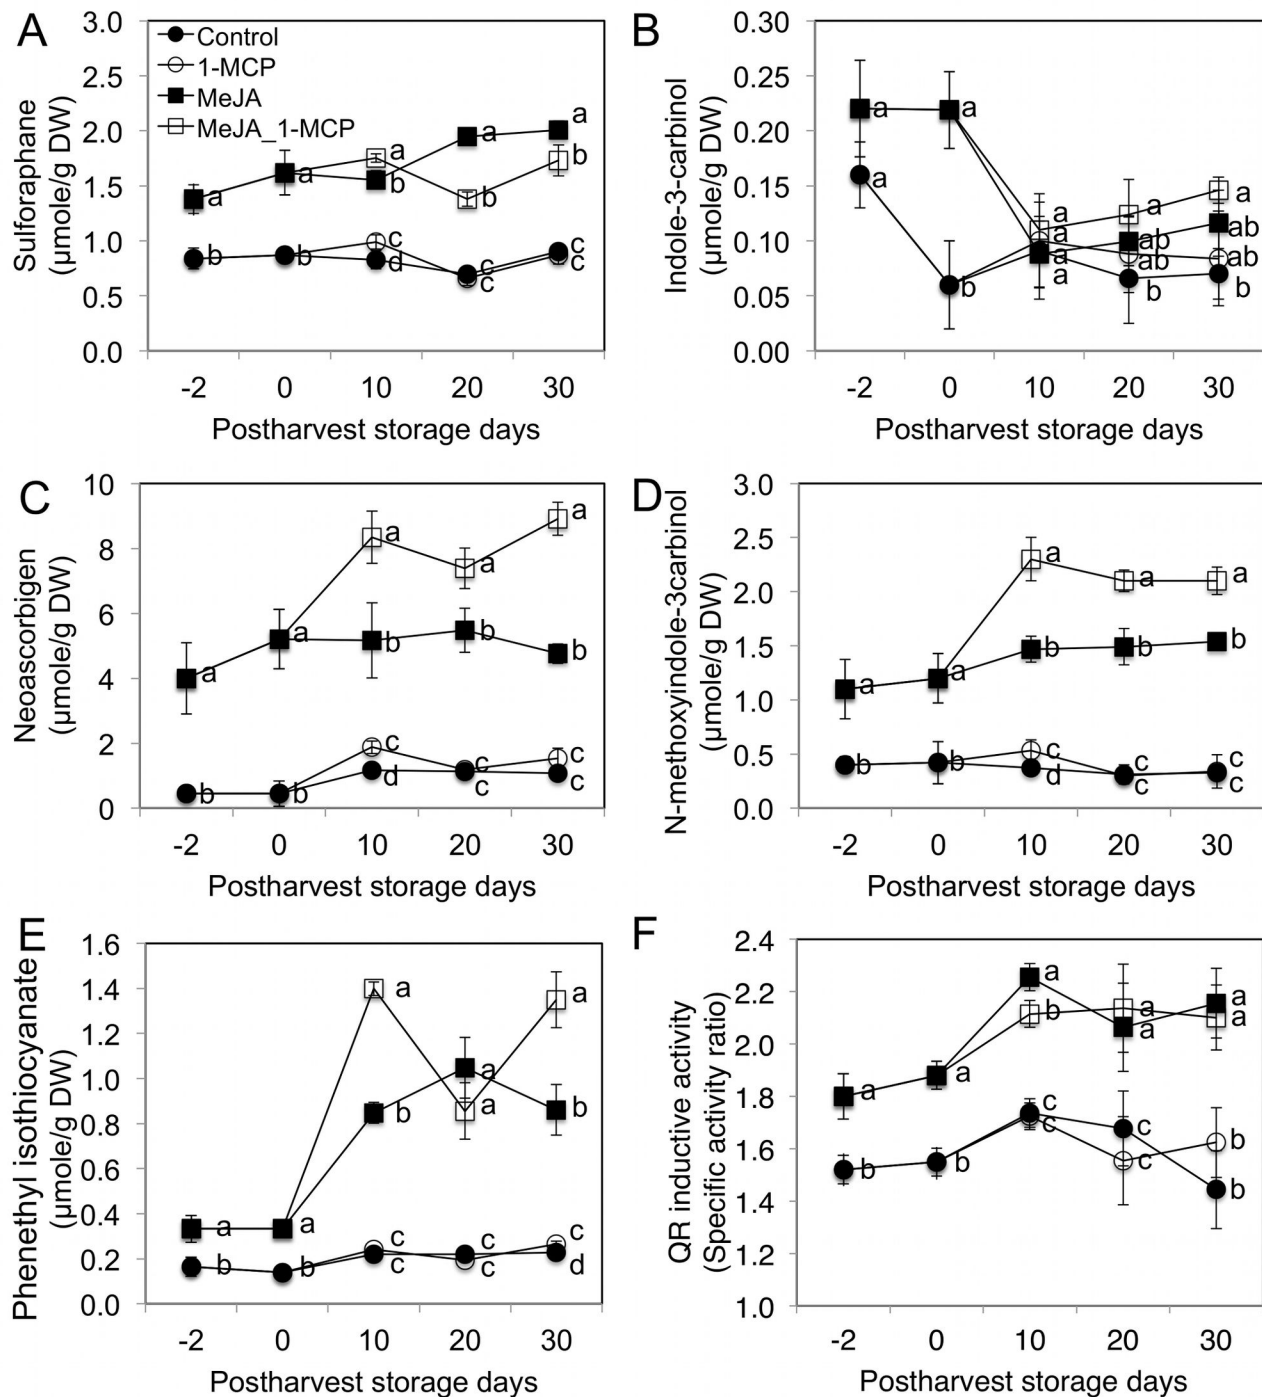 A
Sulforaphane
(µmole/g DW)
3.0
2.5
2.0
1.5
1.0
0.5
0.0
Control
1-MCP
MeJA
MeJA_1-MCP
a
a
a
b
a
b
a
b
b
b
c
d
c
c
c
c
-2 0 10 20 30
Postharvest storage days
B
Indole-3-carbinol
(µmole/g DW)
0.30
0.25
0.20
0.15
0.10
0.05
0.00
a
a
a
b
a
a
a
a
a
ab
ab
b
a
ab
ab
b
-2 0 10 20 30
Postharvest storage days
C
Neoascorbigen
(µmole/g DW)
10
8
6
4
2
0
a
a
a
b
a
b
a
b
b
b
c
d
c
c
c
c
-2 0 10 20 30
Postharvest storage days
D
N-methoxyindole-3carbinol
(µmole/g DW)
3.0
2.5
2.0
1.5
1.0
0.5
0.0
a
a
a
b
a
b
a
b
b
b
c
d
c
c
c
c
-2 0 10 20 30
Postharvest storage days
E
Phenethyl isothiocyanate
(µmole/g DW)
1.6
1.4
1.2
1.0
0.8
0.6
0.4
0.2
0.0
a
a
a
b
a
a
a
b
b
b
c
c
c
c
c
d
-2 0 10 20 30
Postharvest storage days
F
QR inductive activity
(Specific activity ratio)
2.4
2.2
2.0
1.8
1.6
1.4
1.2
1.0
a
a
a
b
a
a
a
a
b
b
c
c
c
c
b
b
-2 0 10 20 30
Postharvest storage days